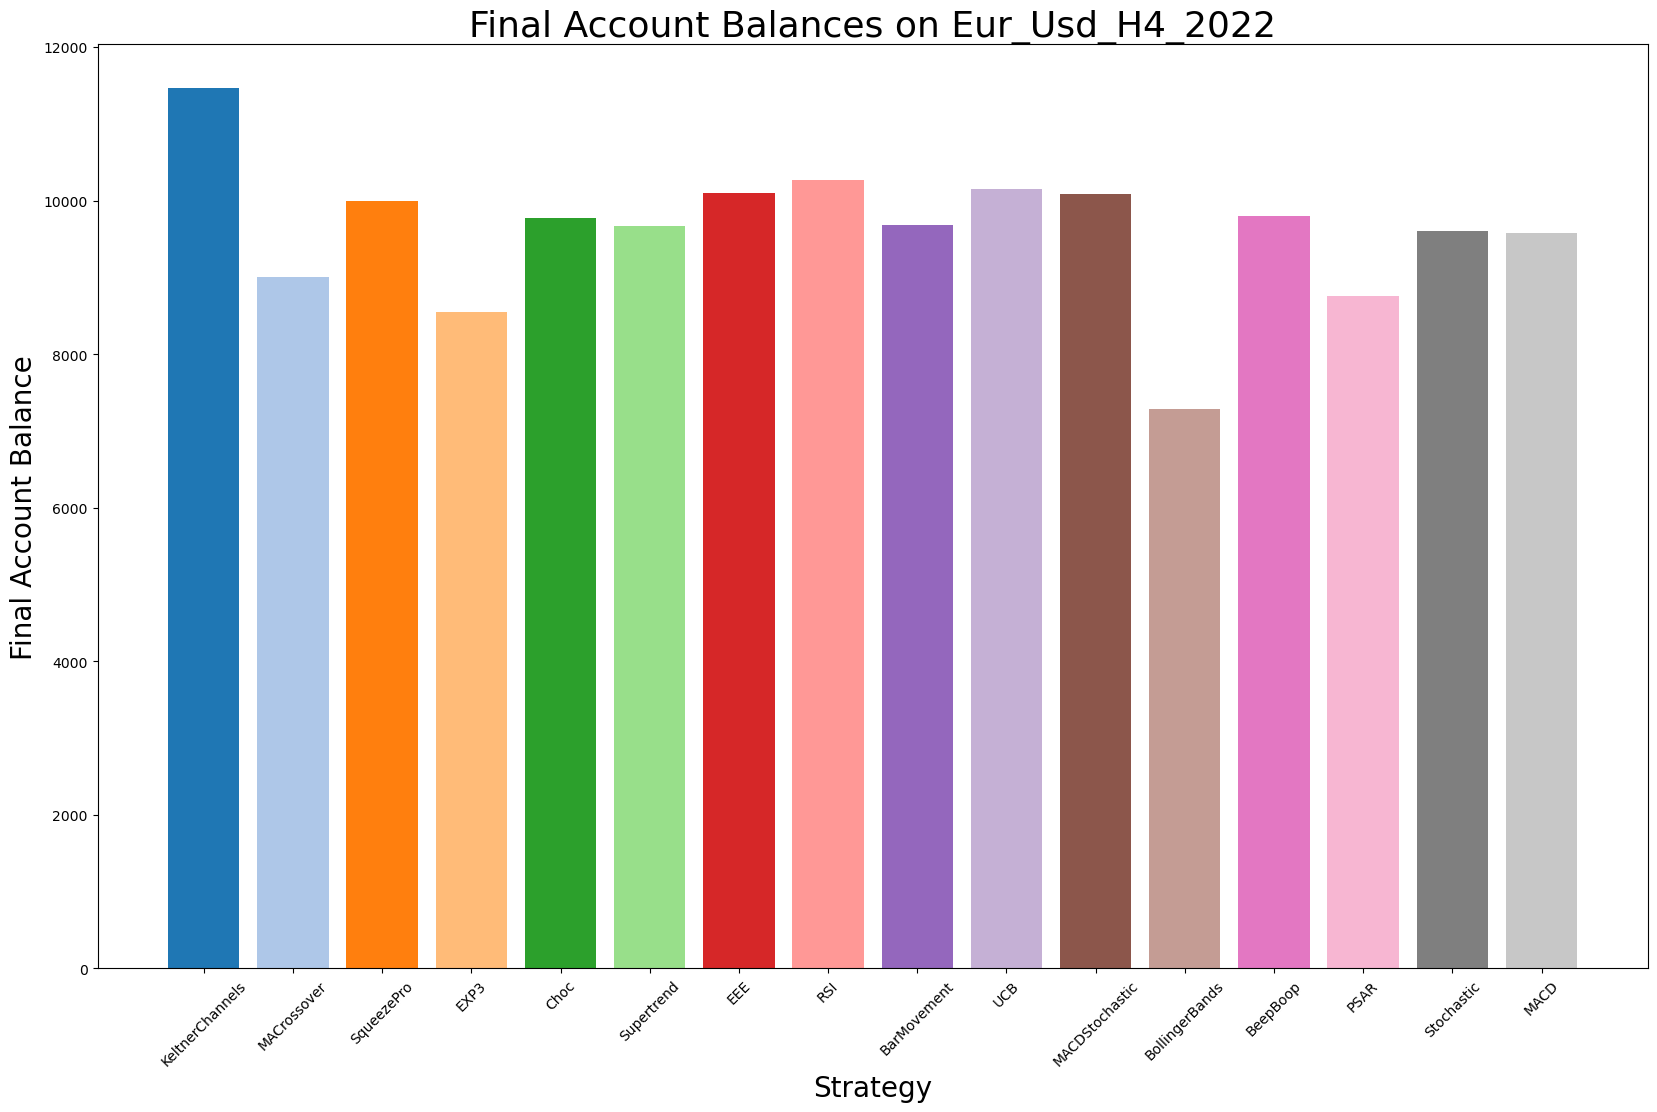 Final Account Balances on Eur_Usd_H4_2022
Final Account Balance
12000
10000
8000
6000
4000
2000
0
KeltnerChannels
MACrossover
SqueezePro
EXP3
Choc
Supertrend
EEE
RSI
BarMovement
UCB
MACDStochastic
BollingerBands
BeepBoop
PSAR
Stochastic
MACD
Strategy